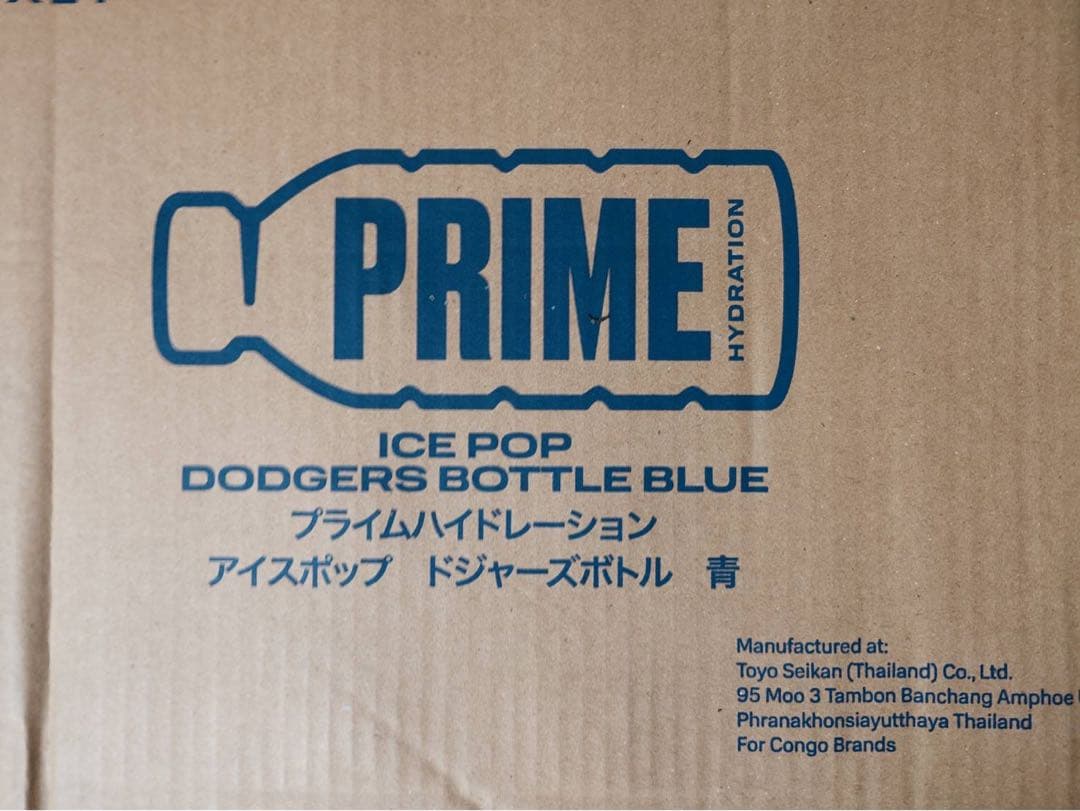 PRIME
HYDRATION
ICE POP
DODGERS BOTTLE BLUE
プライムハイドレーション
アイスポップ　ドジャーズボトル　青
Manufactured at:
Toyo Seikan (Thailand) Co., Ltd.
95 Moo 3 Tambon Banchang Amphoe
Phranakhonsiayutthaya Thailand
For Congo Brands